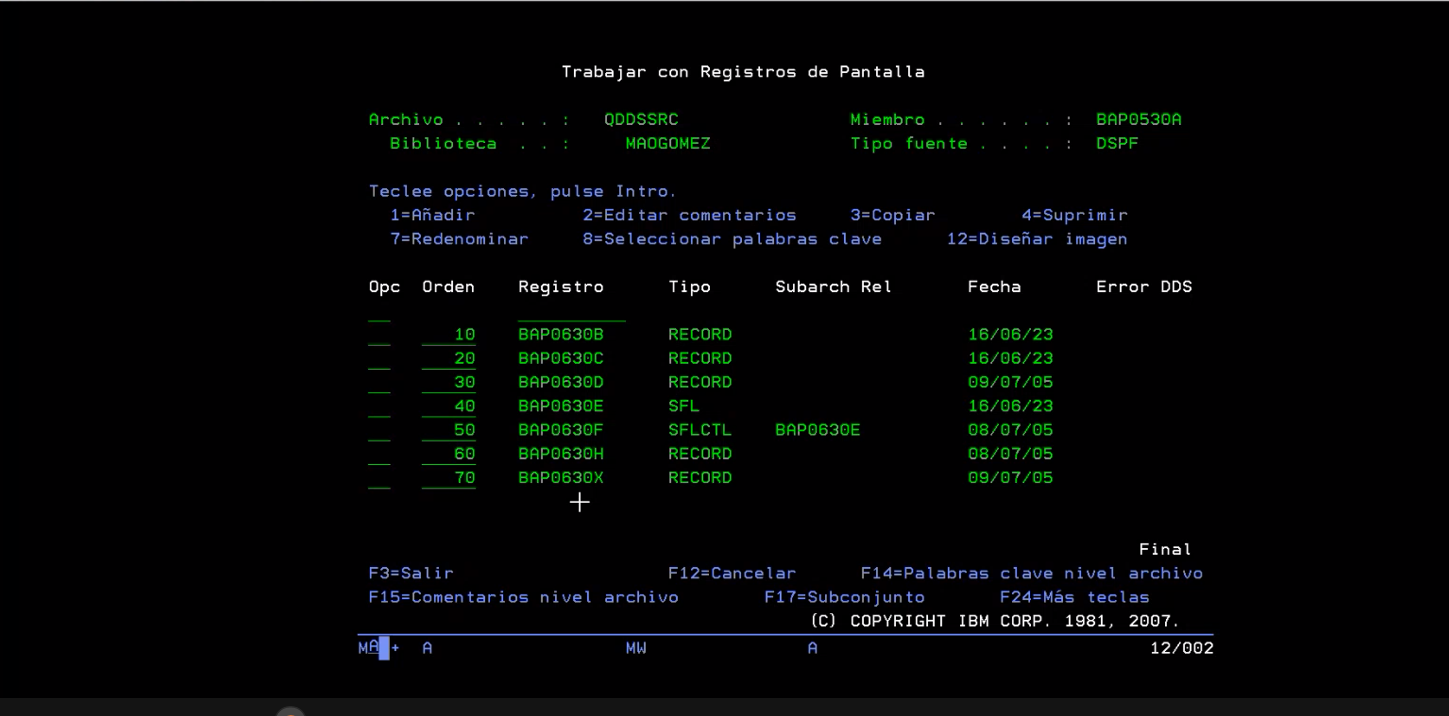 Trabajar con Registros de Pantalla
Archivo . . . . . : QDDSSRC Miembro . . . . . . : BAP0530A
Biblioteca . . : MAOGOMEZ Tipo fuente . . . . : DSPF
Teclee opciones, pulse Intro.
1=Añadir 2=Editar comentarios 3=Copiar 4=Suprimir
7=Redenominar 8=Seleccionar palabras clave 12=Diseñar imagen
Opc Orden Registro Tipo Subarch Rel Fecha Error DDS
10 BAP0630B RECORD 16/06/23
20 BAP0630C RECORD 16/06/23
30 BAP0630D RECORD 09/07/05
40 BAP0630E SFL 16/06/23
50 BAP0630F SFLCTL BAP0630E 08/07/05
60 BAP0630H RECORD 08/07/05
70 BAP0630X RECORD 09/07/05
Final
F3=Salir F12=Cancelar F14=Palabras clave nivel archivo
F15=Comentarios nivel archivo F17=Subconjunto F24=Más teclas
(C) COPYRIGHT IBM CORP. 1981, 2007.
MA + A MW A 12/002